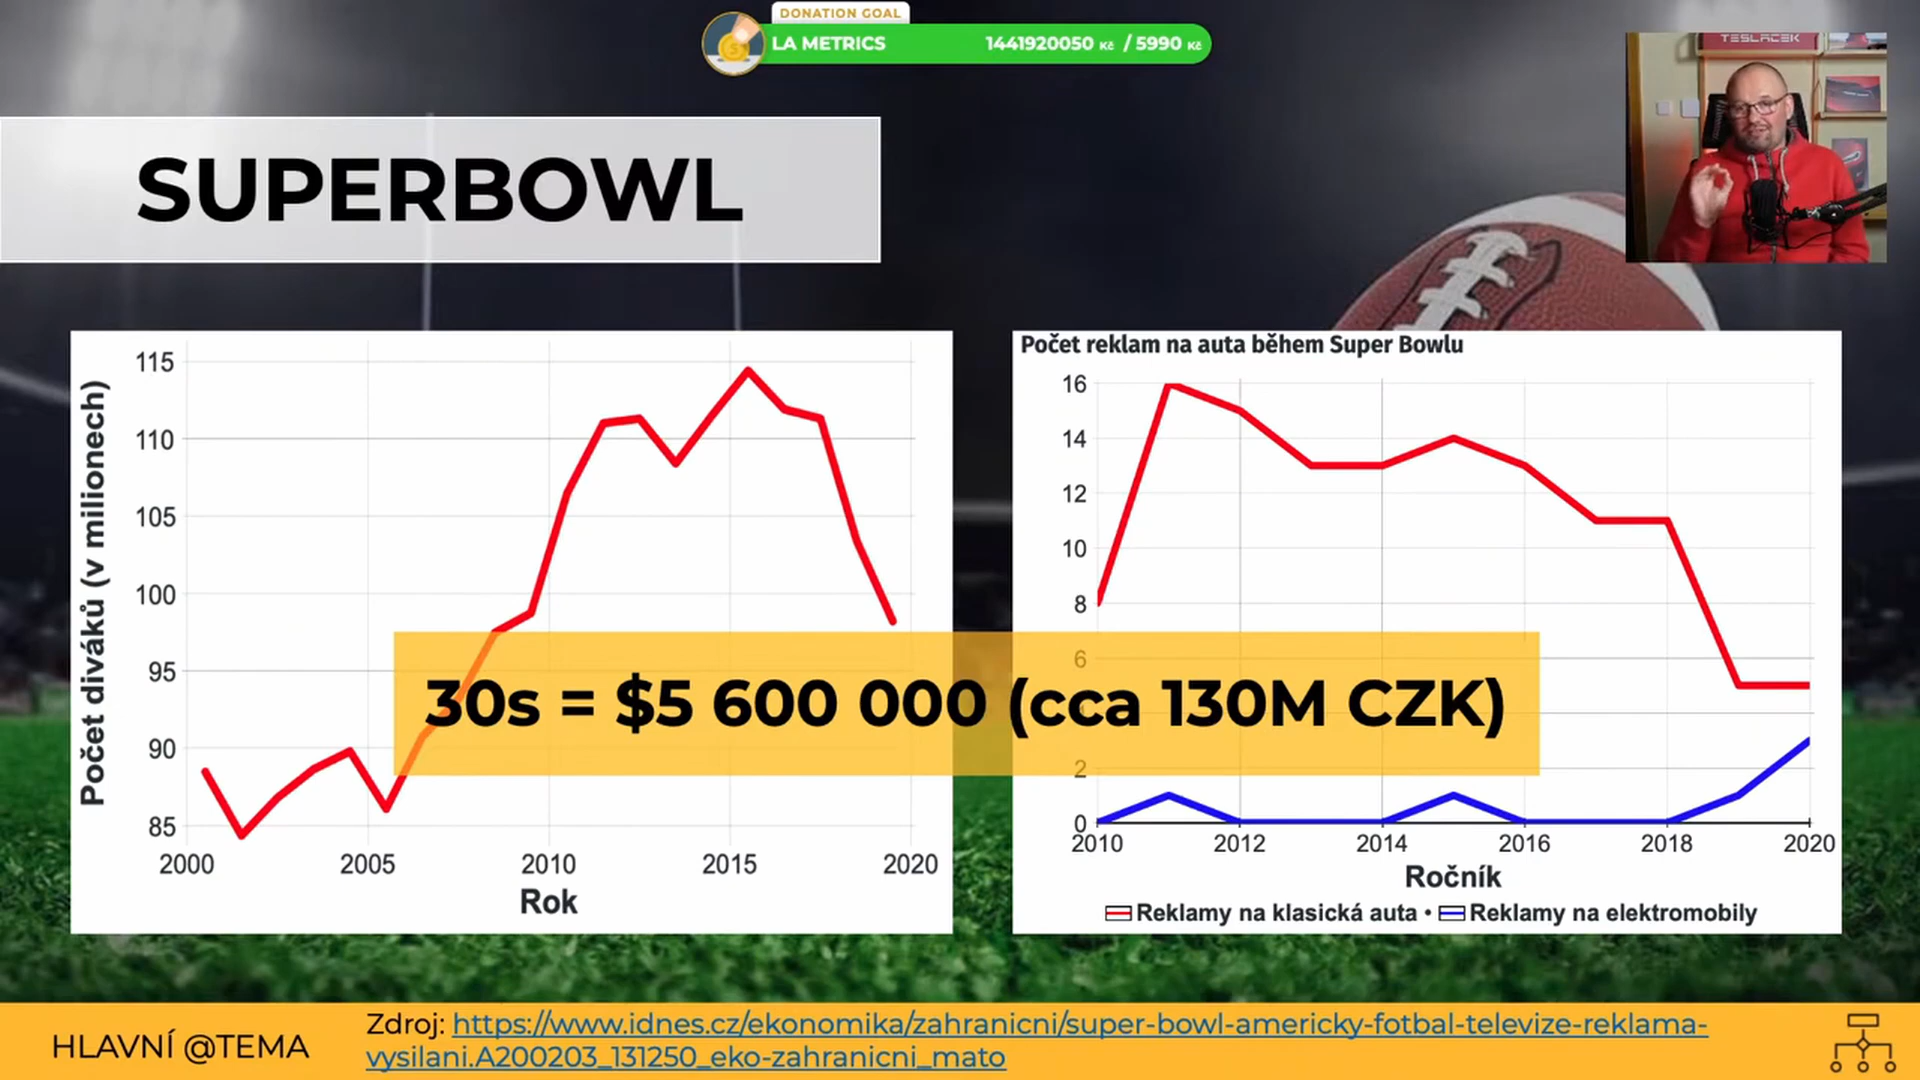 DONATION GOAL
LA METRICS 1441920050 Kč / 5990 Kč
TESLÁCEK
SUPERBOWL
Počet diváků (v milionech)
115
110
105
100
95
90
85
2000 2005 2010 2015 2020
Rok
Počet reklam na auta během Super Bowlu
16
14
12
10
8
6
2
0
2010 2012 2014 2016 2018 2020
Ročník
Reklamy na klasická auta • Reklamy na elektromobily
30s = $5 600 000 (cca 130M CZK)
HLAVNÍ @TEMA
Zdroj: https://www.idnes.cz/ekonomika/zahranicni/super-bowl-americky-fotbal-televize-reklama-
vysilani.A200203_131250_eko-zahranicni_mato